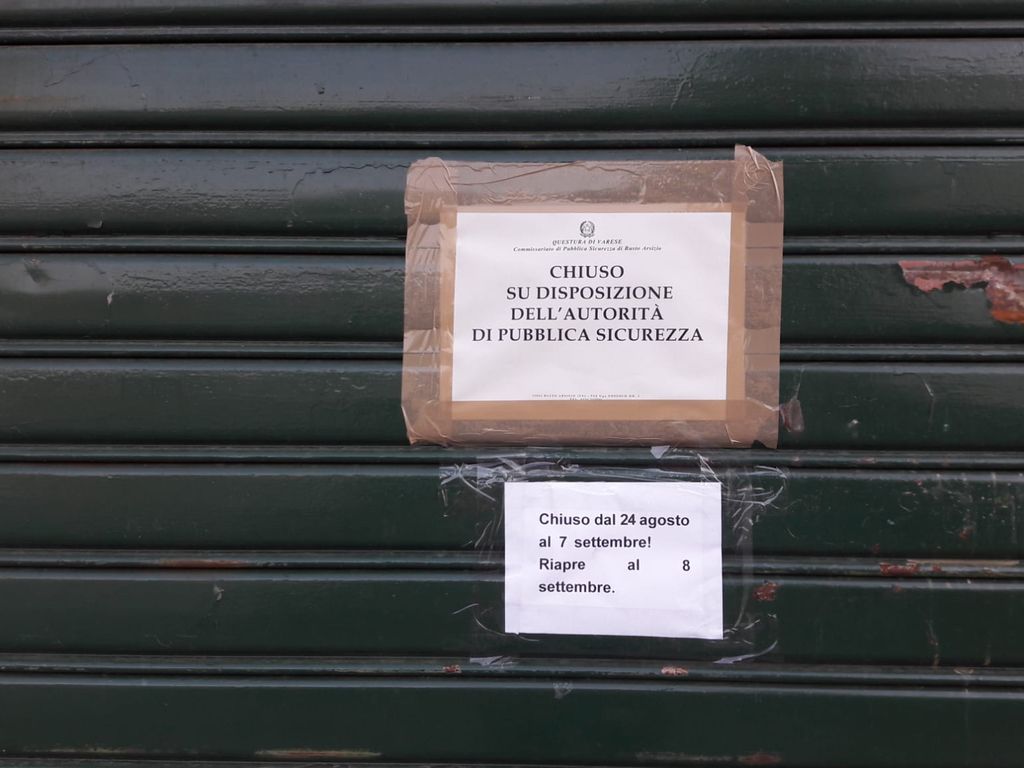 QUESTURA DI VARESE
Commissariato di Pubblica Sicurezza di Busto Arsizio
CHIUSO
SU DISPOSIZIONE
DELL'AUTORITÀ
DI PUBBLICA SICUREZZA
Chiuso dal 24 agosto
al 7 settembre!
Riapre al 8
settembre.